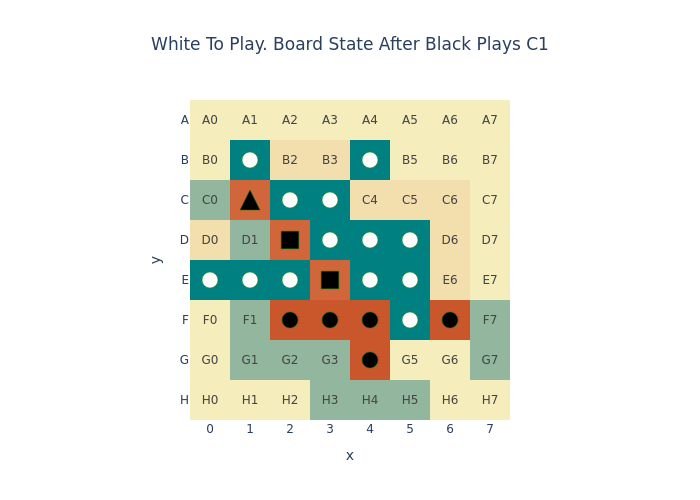 White To Play. Board State After Black Plays C1
A A0 A1 A2 A3 A4 A5 A6 A7
B B0 B2 B3 B5 B6 B7
C C0 C4 C5 C6 C7
D D0 D1 D6 D7
y
E E6 E7
F F0 F1 F7
G G0 G1 G2 G3 G5 G6 G7
H H0 H1 H2 H3 H4 H5 H6 H7
0 1 2 3 4 5 6 7
x